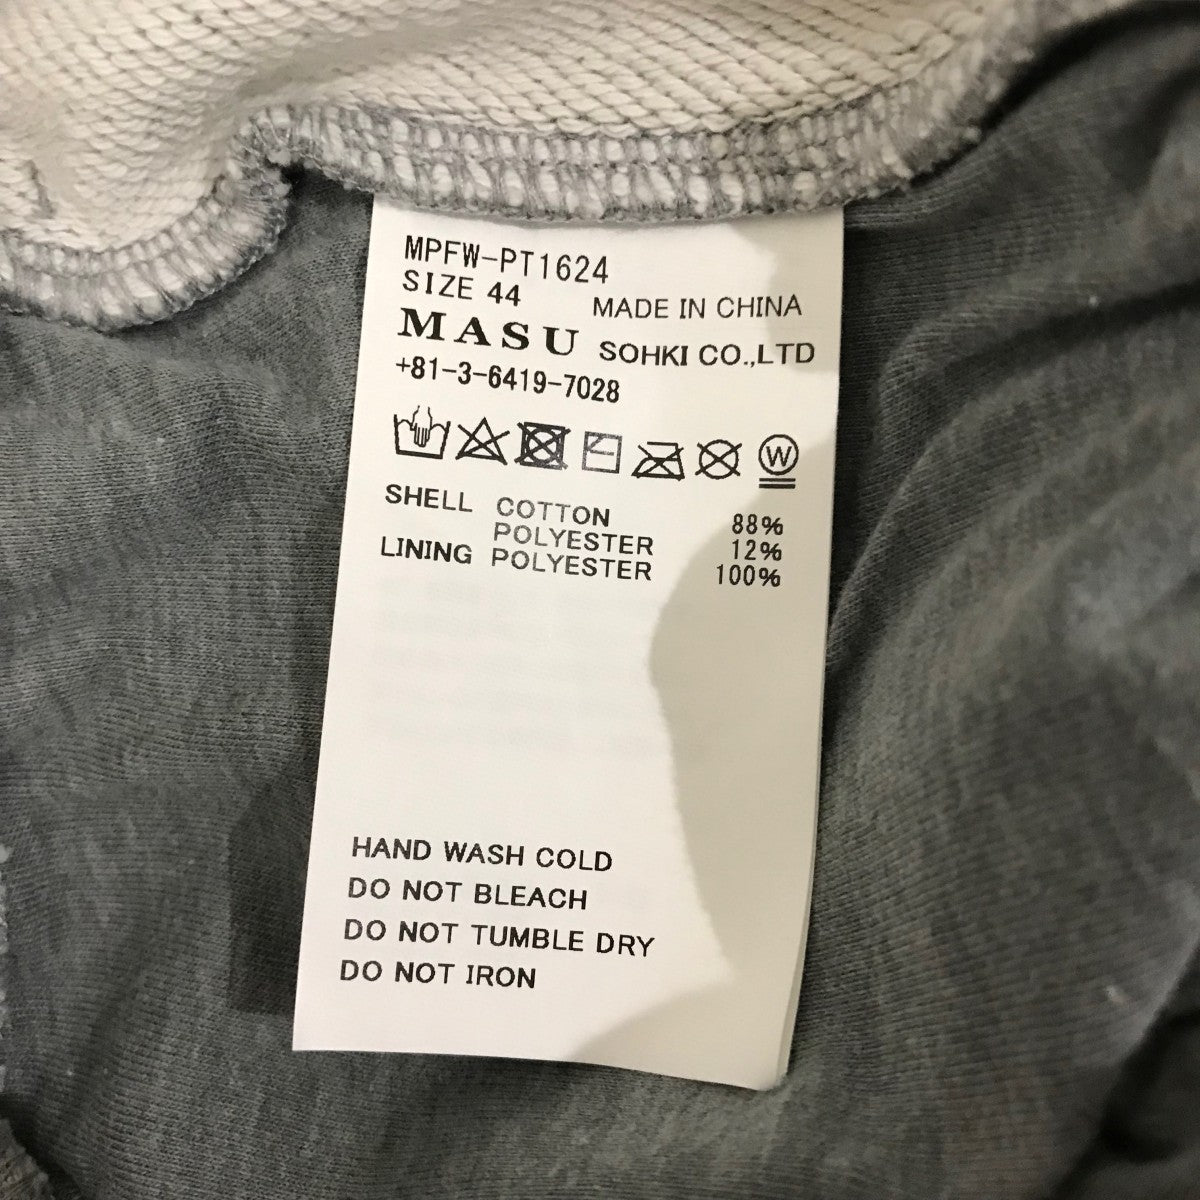 MPFW-PT1624
SIZE 44 MADE IN CHINA
MASU SOHKI CO.,LTD
+81-3-6419-7028
W
SHELL COTTON 88%
POLYESTER 12%
LINING POLYESTER 100%
HAND WASH COLD
DO NOT BLEACH
DO NOT TUMBLE DRY
DO NOT IRON